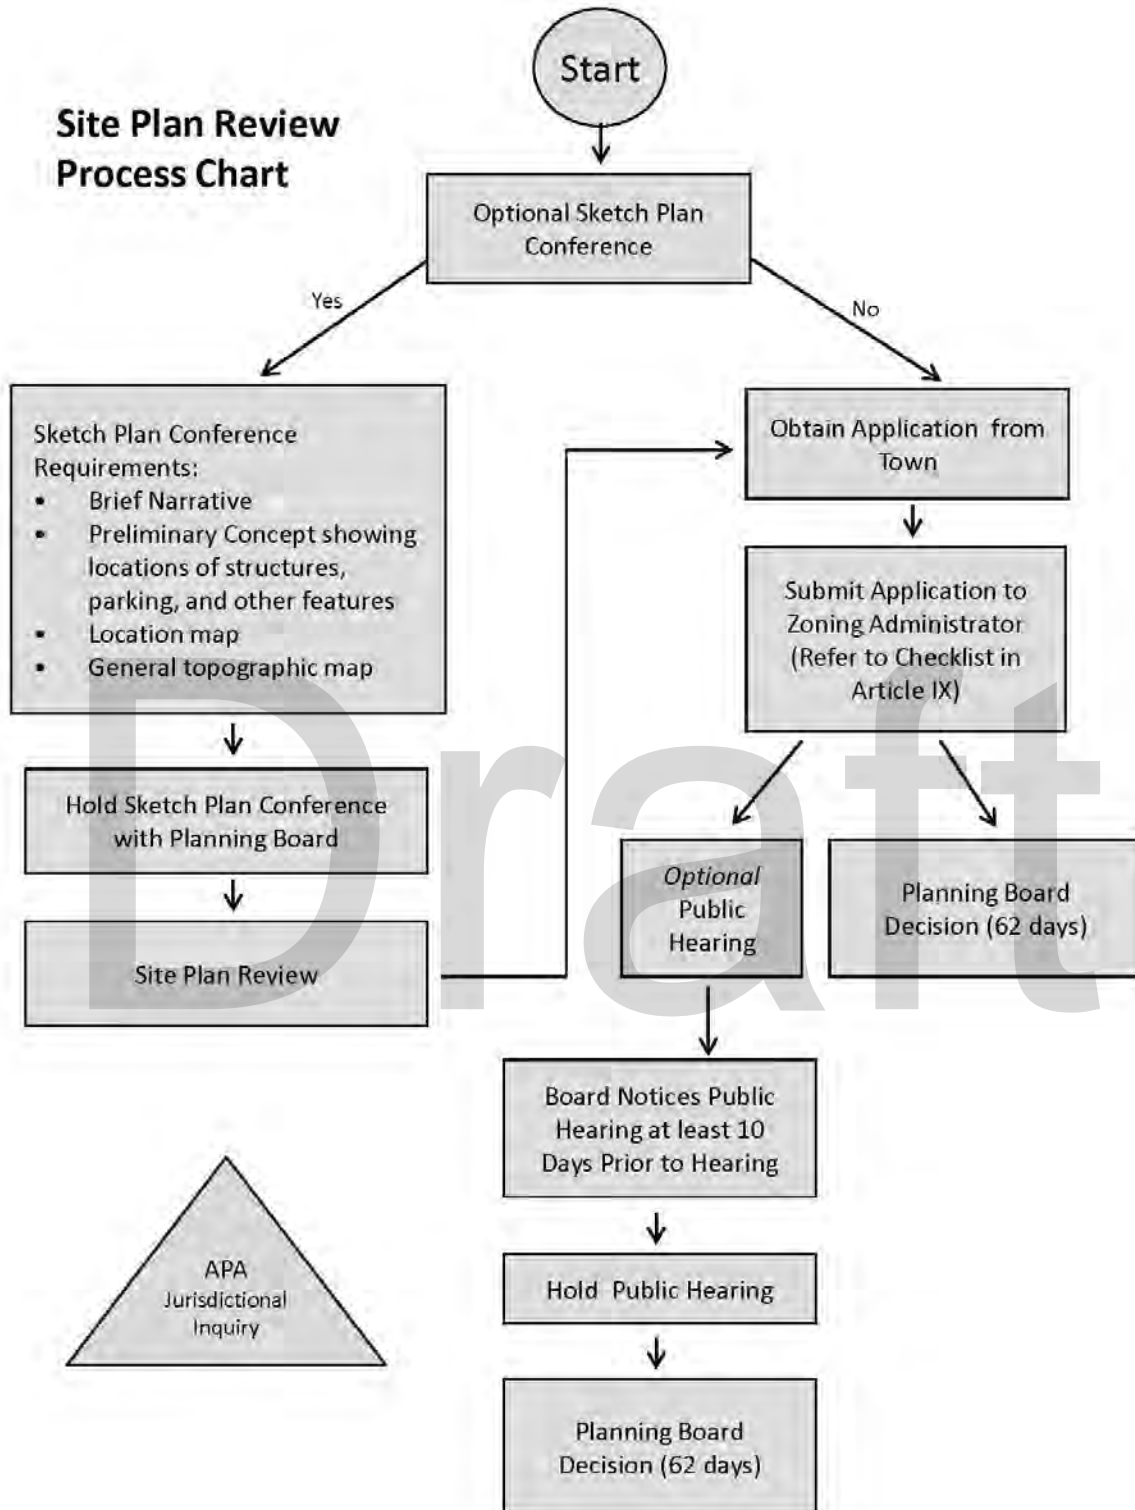 Start
Site Plan Review
Process Chart
Optional Sketch Plan
Conference
Yes
No
Sketch Plan Conference
Requirements:
• Brief Narrative
• Preliminary Concept showing
locations of structures,
parking, and other features
• Location map
• General topographic map
Obtain Application from
Town
Submit Application to
Zoning Administrator
(Refer to Checklist in
Article IX)
Hold Sketch Plan Conference
with Planning Board
Site Plan Review
Optional
Public
Hearing
Planning Board
Decision (62 days)
Draft
Board Notices Public
Hearing at least 10
Days Prior to Hearing
APA
Jurisdictional
Inquiry
Hold Public Hearing
Planning Board
Decision (62 days)